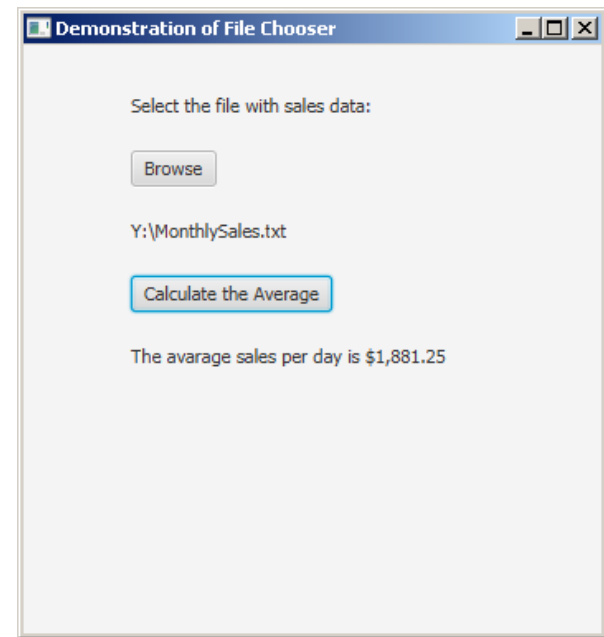 Demonstration of File Chooser
Select the file with sales data:
Browse
Y:\MonthlySales.txt
Calculate the Average
The avarage sales per day is $1,881.25